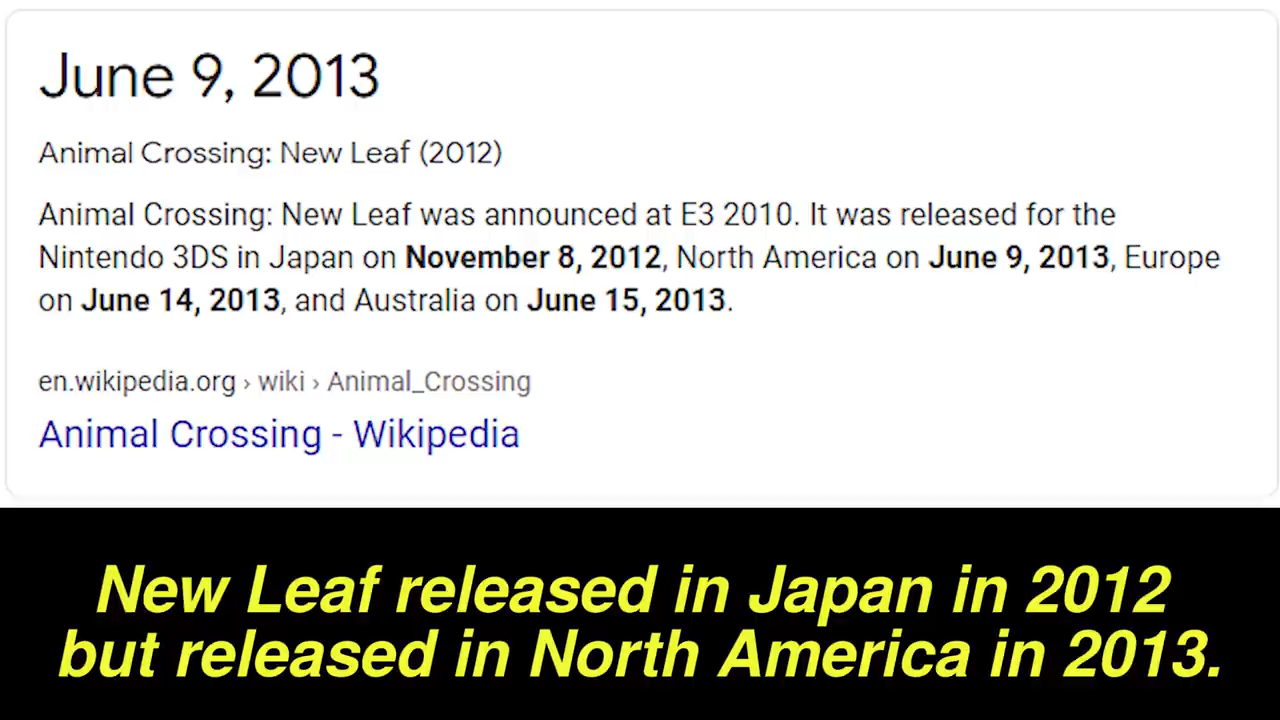 June 9, 2013
Animal Crossing: New Leaf (2012)
Animal Crossing: New Leaf was announced at E3 2010. It was released for the
Nintendo 3DS in Japan on November 8, 2012, North America on June 9, 2013, Europe
on June 14, 2013, and Australia on June 15, 2013.
en.wikipedia.org › wiki › Animal_Crossing
Animal Crossing - Wikipedia
New Leaf released in Japan in 2012
but released in North America in 2013.